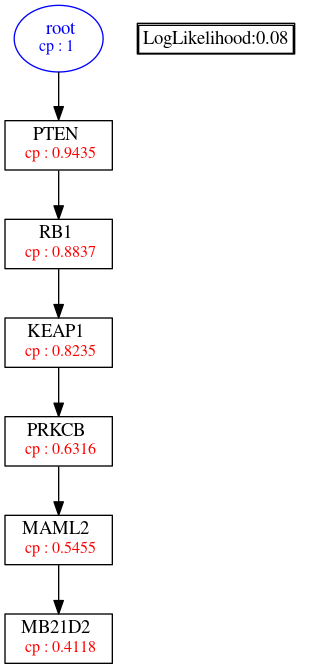 root
cp : 1
LogLikelihood:0.08
PTEN
cp : 0.9435
RB1
cp : 0.8837
KEAP1
cp : 0.8235
PRKCB
cp : 0.6316
MAML2
cp : 0.5455
MB21D2
cp : 0.4118